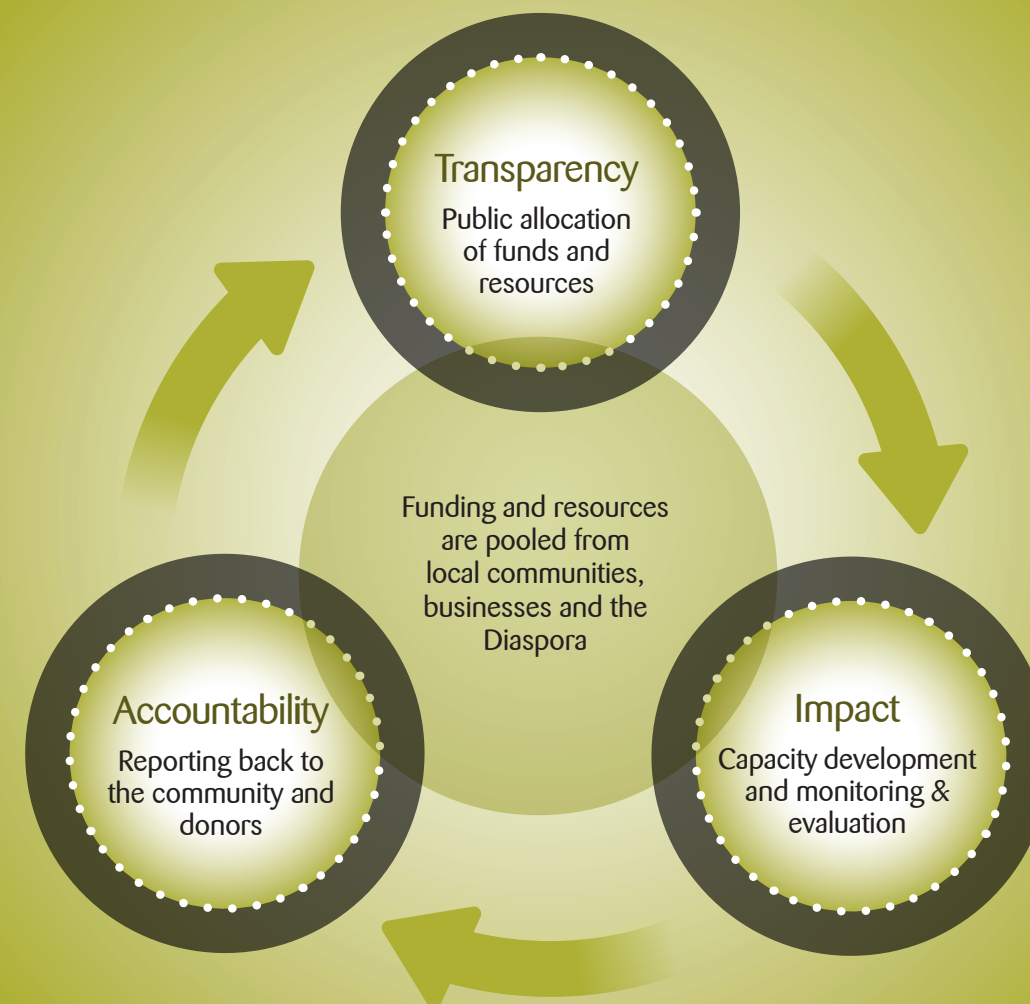 Transparency
Public allocation
of funds and
resources
Funding and resources
are pooled from
local communities,
businesses and the
Diaspora
Accountability
Reporting back to
the community and
donors
Impact
Capacity development
and monitoring &
evaluation